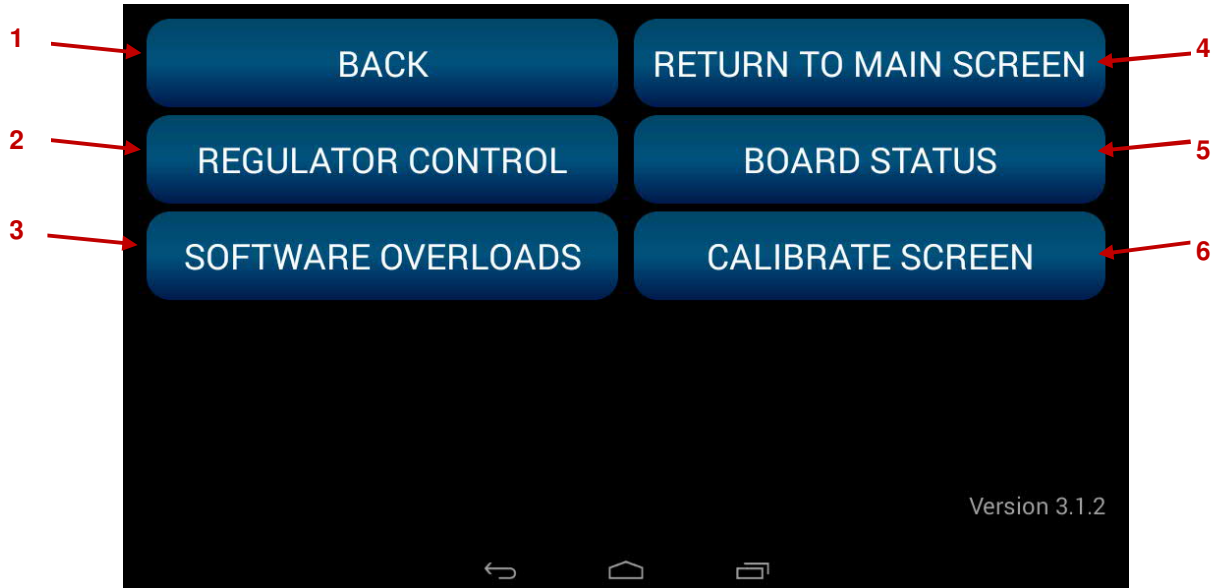 1 BACK RETURN TO MAIN SCREEN 4
2 REGULATOR CONTROL BOARD STATUS 5
3 SOFTWARE OVERLOADS CALIBRATE SCREEN 6
Version 3.1.2